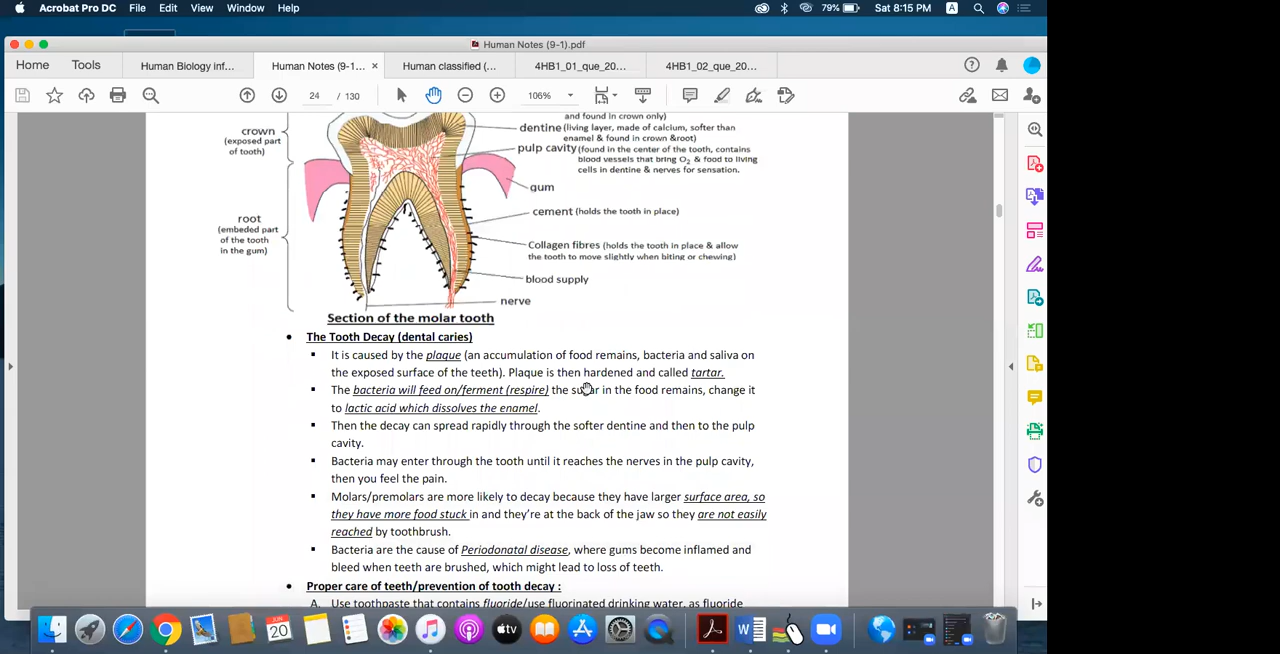 Acrobat Pro DC File Edit View Window Help 79% Sat 8:15 PM A
Human Notes (9-1).pdf
Home Tools Human Biology inf... Human Notes (9-1... × Human classified (... 4HB1_01_que_20... 4HB1_02_que_20...
24 / 130 106%
and found in crown only)
crown
(exposed part
of tooth)
dentine (living layer, made of calcium, softer than
enamel & found in crown &root)
pulp cavity (found in the center of the tooth, contains
blood vessels that bring O₂ & food to living
cells in dentine & nerves for sensation.
gum
cement (holds the tooth in place)
root
(embeded part
of the tooth
in the gum)
Collagen fibres (holds the tooth in place & allow
the tooth to move slightly when biting or chewing)
blood supply
nerve
Section of the molar tooth
• The Tooth Decay (dental caries)
▪ It is caused by the plaque (an accumulation of food remains, bacteria and saliva on
the exposed surface of the teeth). Plaque is then hardened and called tartar.
▪ The bacteria will feed on/ferment (respire) the sugar in the food remains, change it
to lactic acid which dissolves the enamel.
▪ Then the decay can spread rapidly through the softer dentine and then to the pulp
cavity.
▪ Bacteria may enter through the tooth until it reaches the nerves in the pulp cavity,
then you feel the pain.
▪ Molars/premolars are more likely to decay because they have larger surface area, so
they have more food stuck in and they're at the back of the jaw so they are not easily
reached by toothbrush.
▪ Bacteria are the cause of Periodonatal disease, where gums become inflamed and
bleed when teeth are brushed, which might lead to loss of teeth.
• Proper care of teeth/prevention of tooth decay :
A. Use toothpaste that contains fluoride/use fluorinated drinking water, as fluoride
JUN
20
tv
W